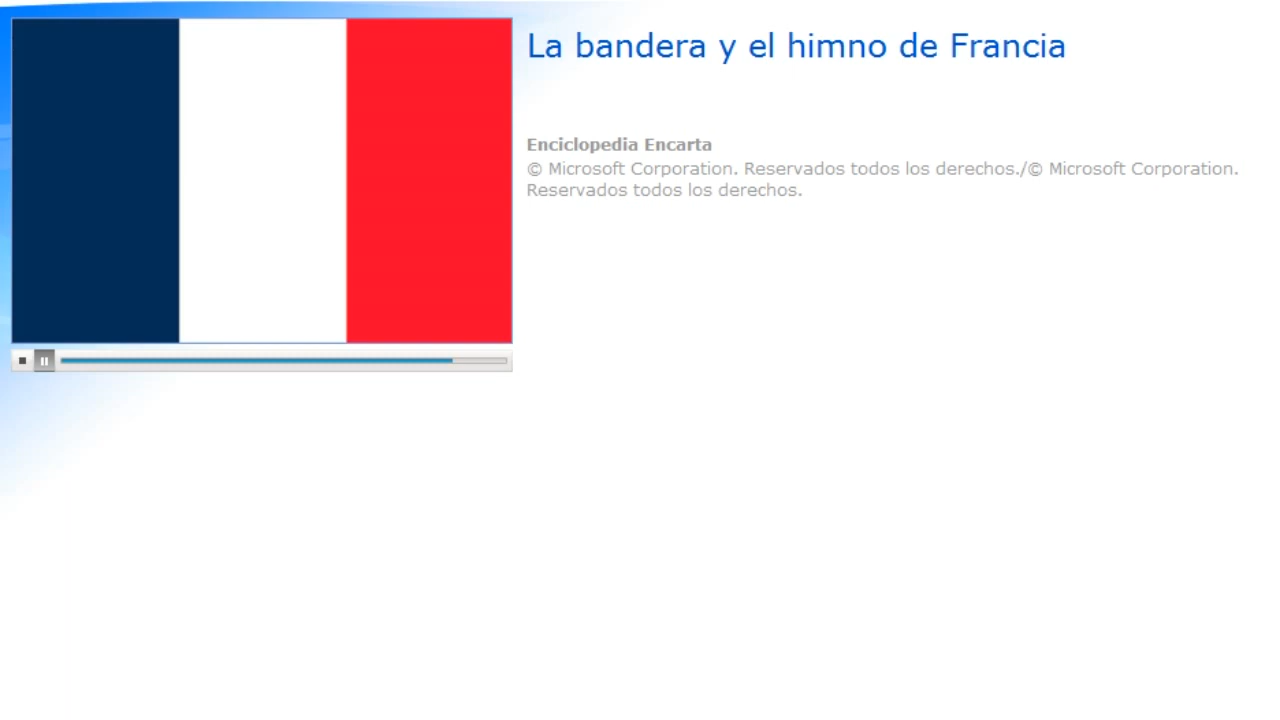 La bandera y el himno de Francia
Enciclopedia Encarta
© Microsoft Corporation. Reservados todos los derechos./© Microsoft Corporation.
Reservados todos los derechos.